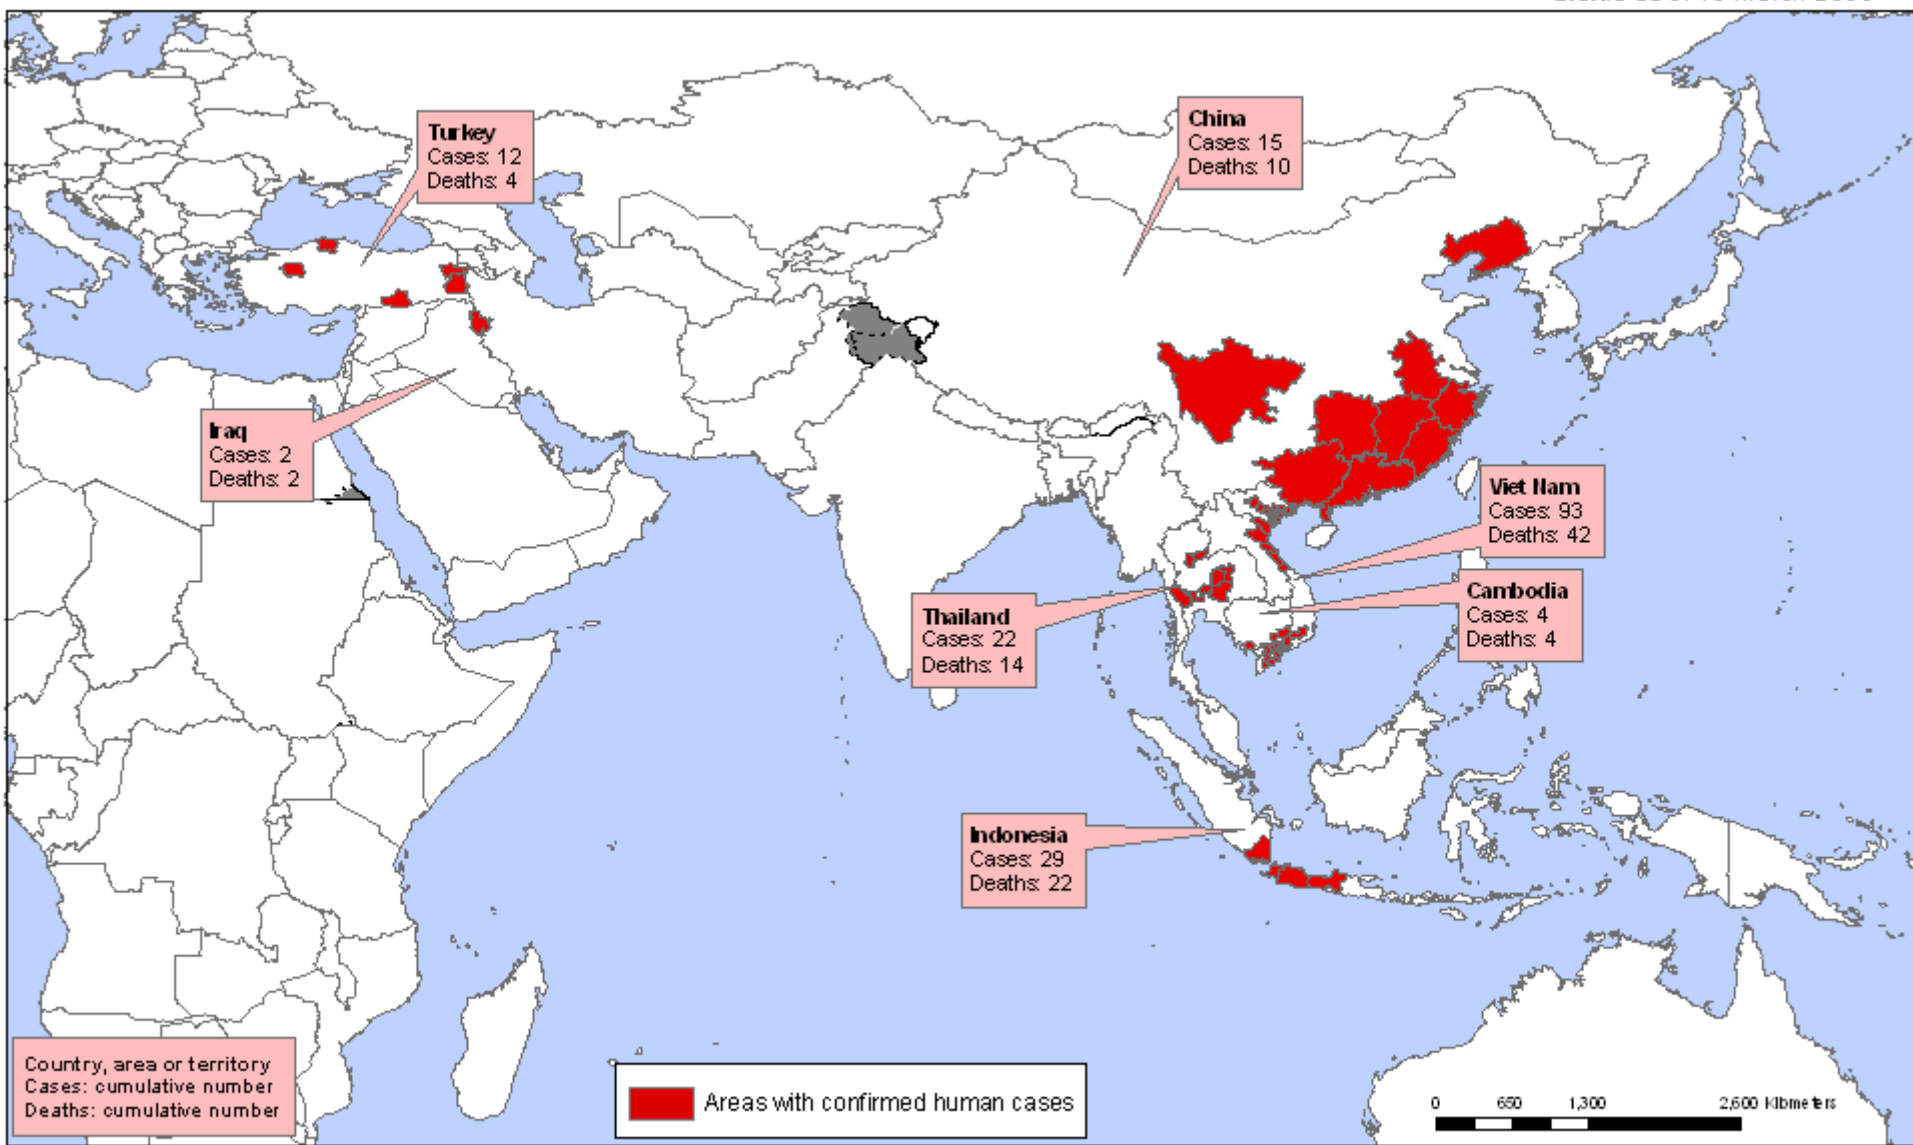 Turkey
Cases: 12
Deaths: 4
China
Cases: 15
Deaths: 10
Iraq
Cases: 2
Deaths: 2
Viet Nam
Cases: 93
Deaths: 42
Thailand
Cases: 22
Deaths: 14
Cambodia
Cases: 4
Deaths: 4
Indonesia
Cases: 29
Deaths: 22
Country, area or territory
Cases: cumulative number
Deaths: cumulative number
Areas with confirmed human cases
0 650 1,300 2,600 Kilometers